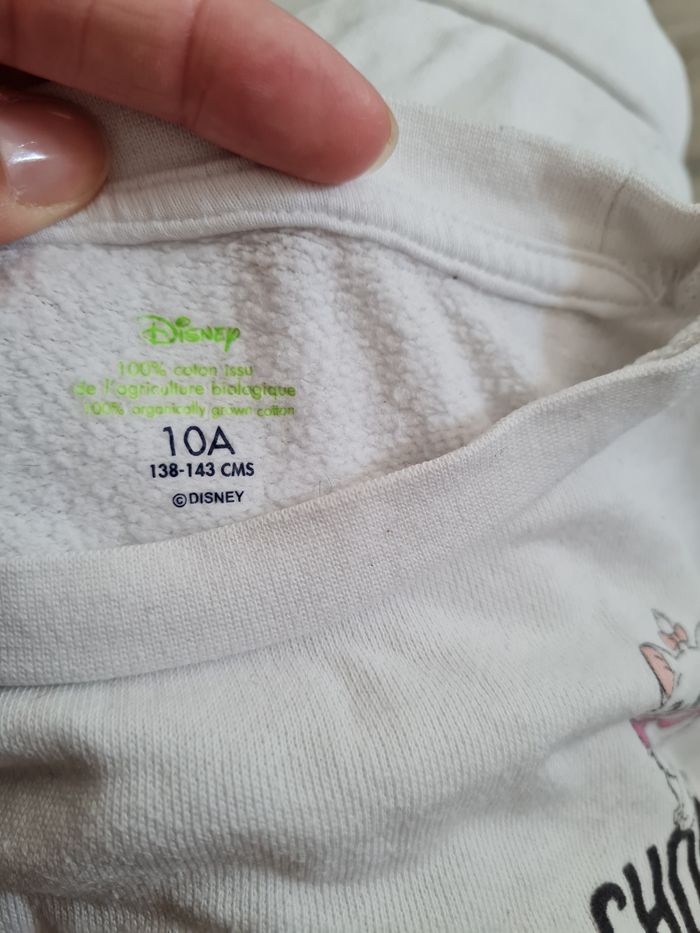 Disney
100% coton issu
de l'agriculture biologique
100% organically grown cotton
10A
138-143 CMS
©DISNEY